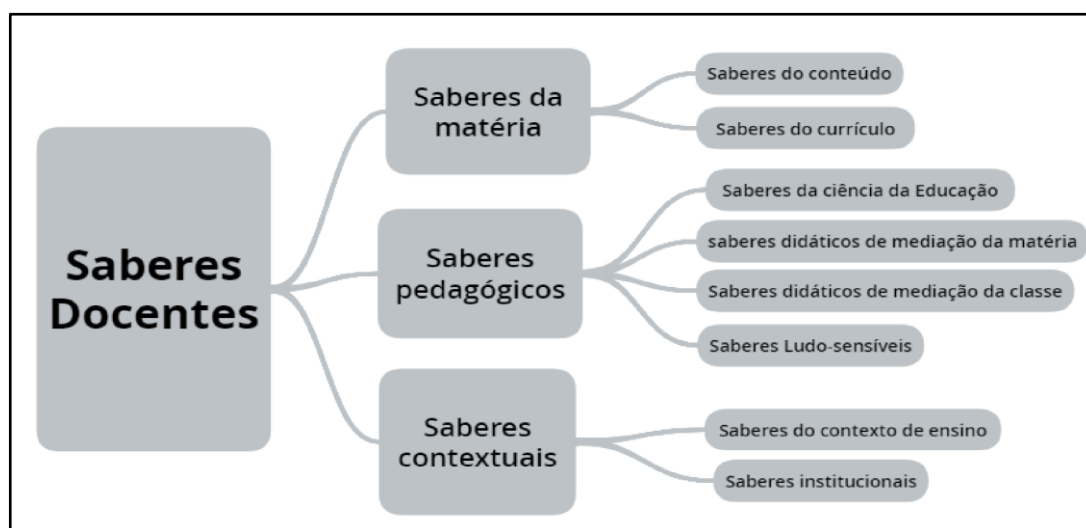 Saberes
Docentes
Saberes da
matéria
Saberes do conteúdo
Saberes do currículo
Saberes
pedagógicos
Saberes da ciência da Educação
saberes didáticos de mediação da matéria
Saberes didáticos de mediação da classe
Saberes Ludo-sensíveis
Saberes
contextuais
Saberes do contexto de ensino
Saberes institucionais